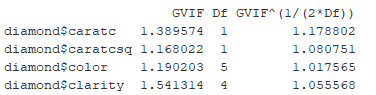 GVIF Df GVIF^(1/(2*Df))
diamond$caratc 1.389574 1 1.178802
diamond$caratcsq 1.168022 1 1.080751
diamond$color 1.190203 5 1.017565
diamond$clarity 1.541314 4 1.055568